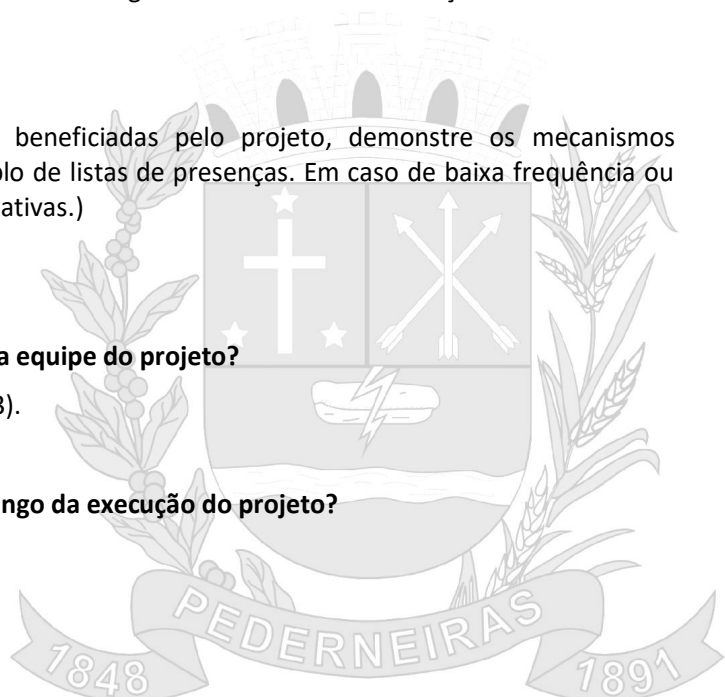 beneficiadas pelo projeto, demonstre os mecanismos
plo de listas de presenças. Em caso de baixa frequência ou
ativas.)
a equipe do projeto?
3).
ngo da execução do projeto?
PEDERNEIRAS
1848
1891